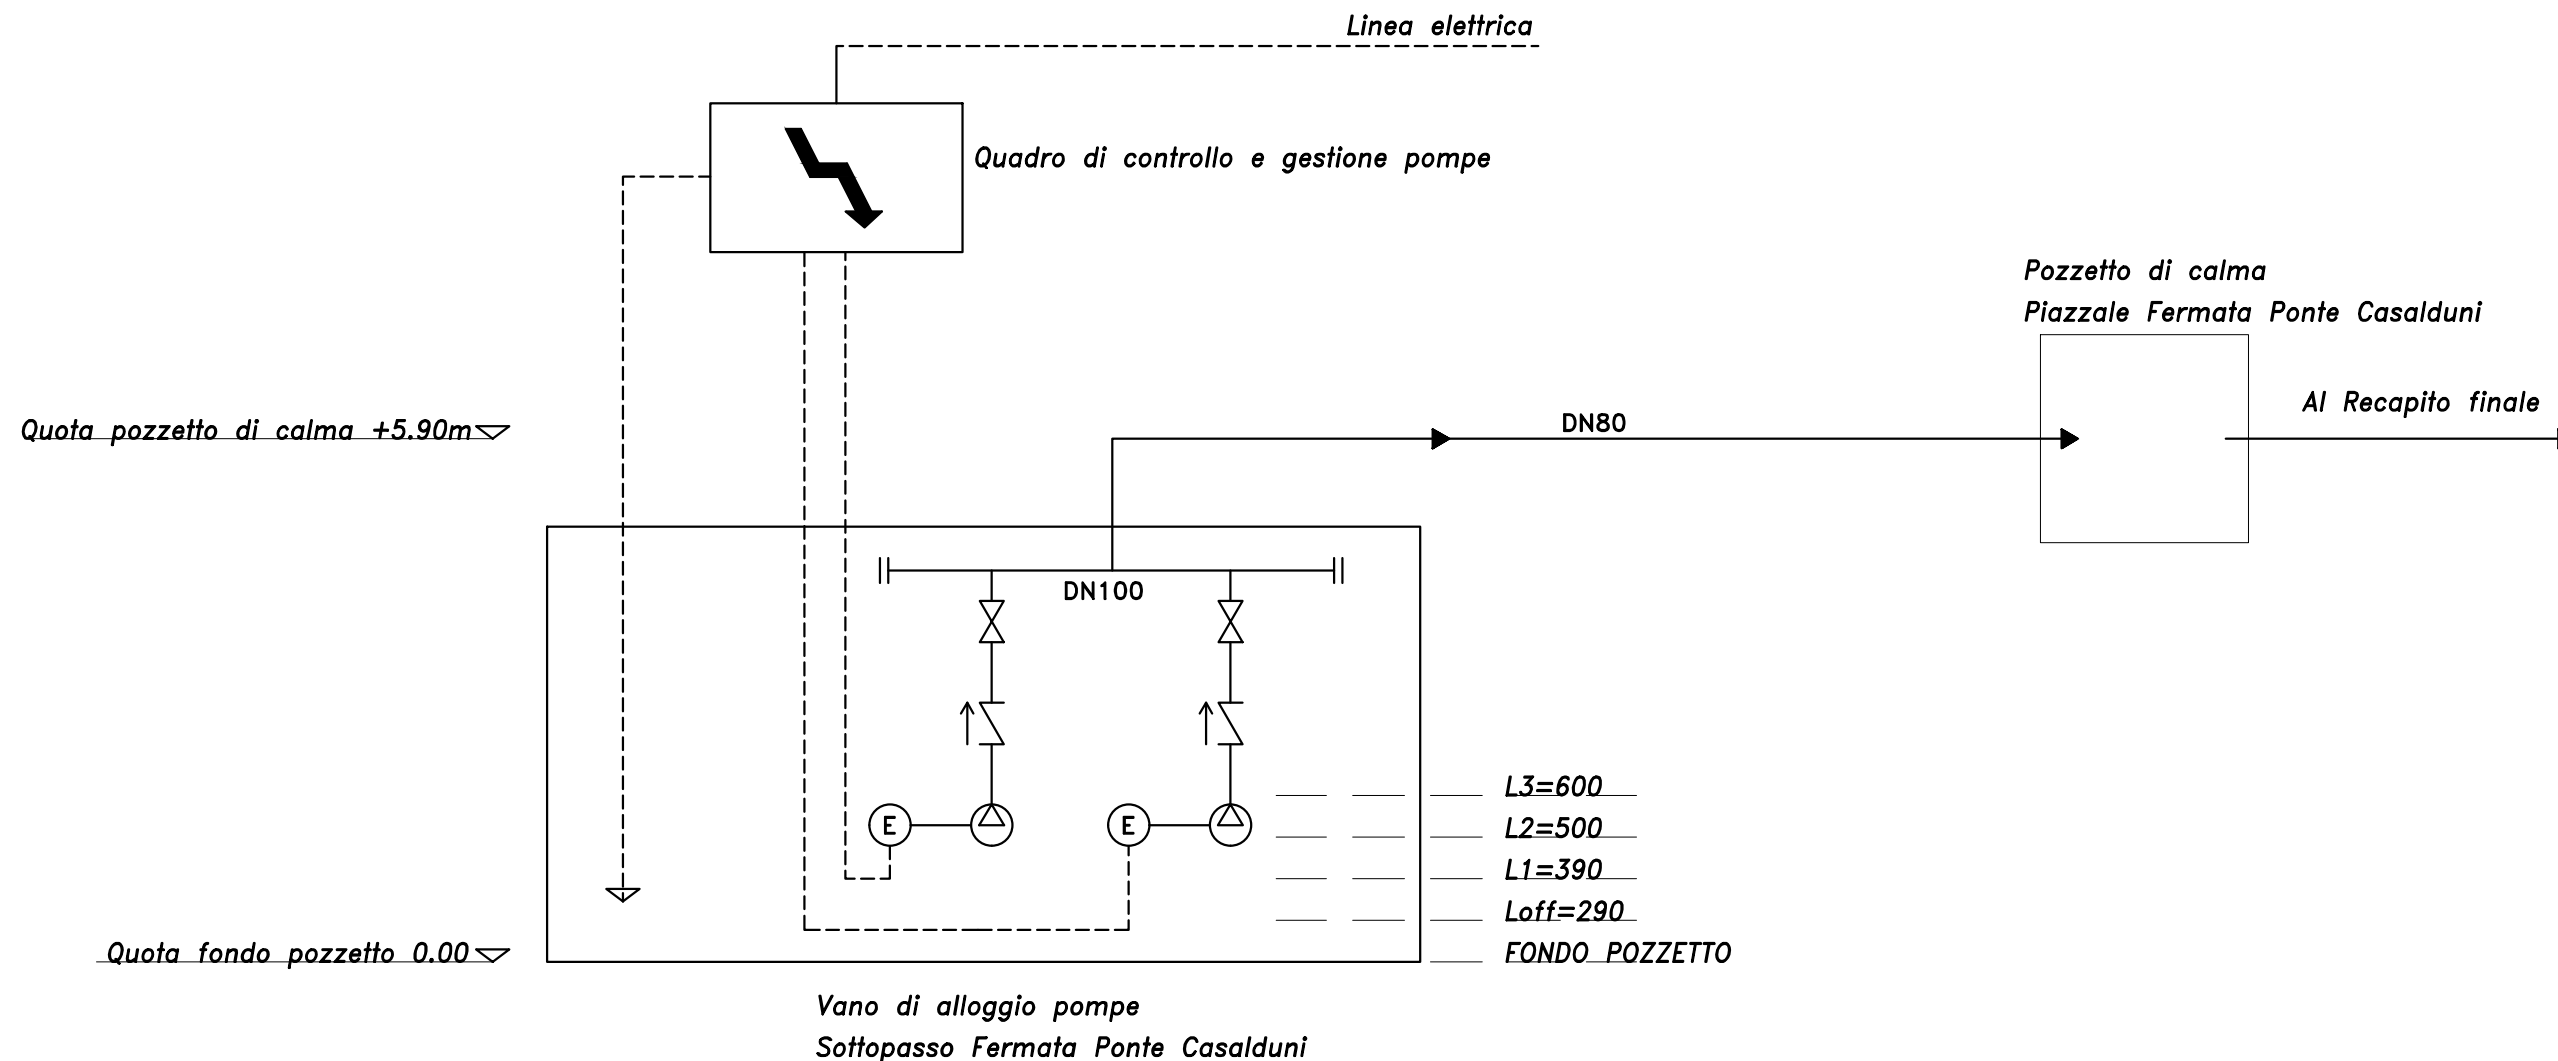 Linea elettrica
Quadro di controllo e gestione pompe
Pozzetto di calma
Piazzale Fermata Ponte Casalduni
Al Recapito finale
Quota pozzetto di calma +5.90m
DN80
DN100
L3=600
E
E
L2=500
L1=390
Loff=290
Quota fondo pozzetto 0.00
FONDO POZZETTO
Vano di alloggio pompe
Sottopasso Fermata Ponte Casalduni